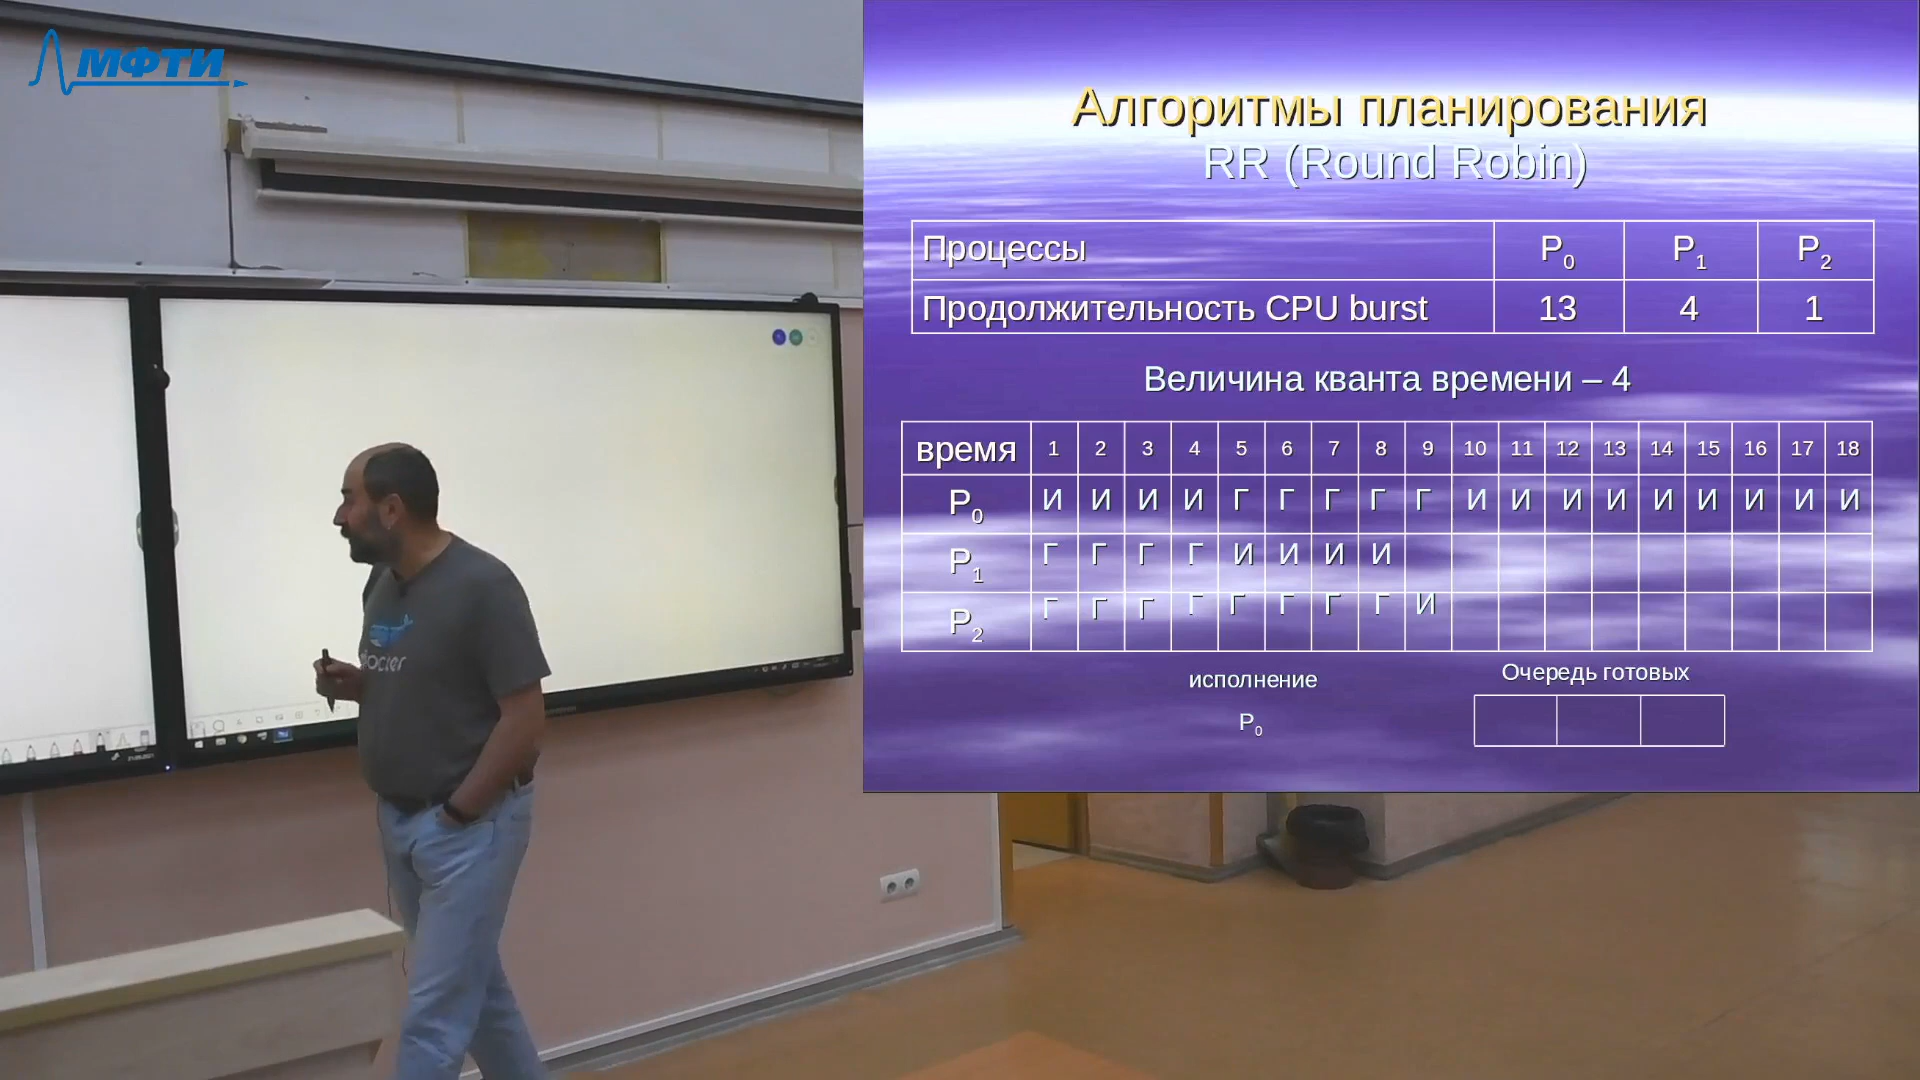 МФТИ
Алгоритмы планирования
RR (Round Robin)
Процессы P0 P1 P2
Продолжительность CPU burst 13 4 1
Величина кванта времени – 4
время 1 2 3 4 5 6 7 8 9 10 11 12 13 14 15 16 17 18
P0 И И И И Г Г Г Г Г И И И И И И И И И
P1 Г Г Г Г И И И И
P2 Г Г Г Г Г Г Г Г И
исполнение
Очередь готовых
P0
docker